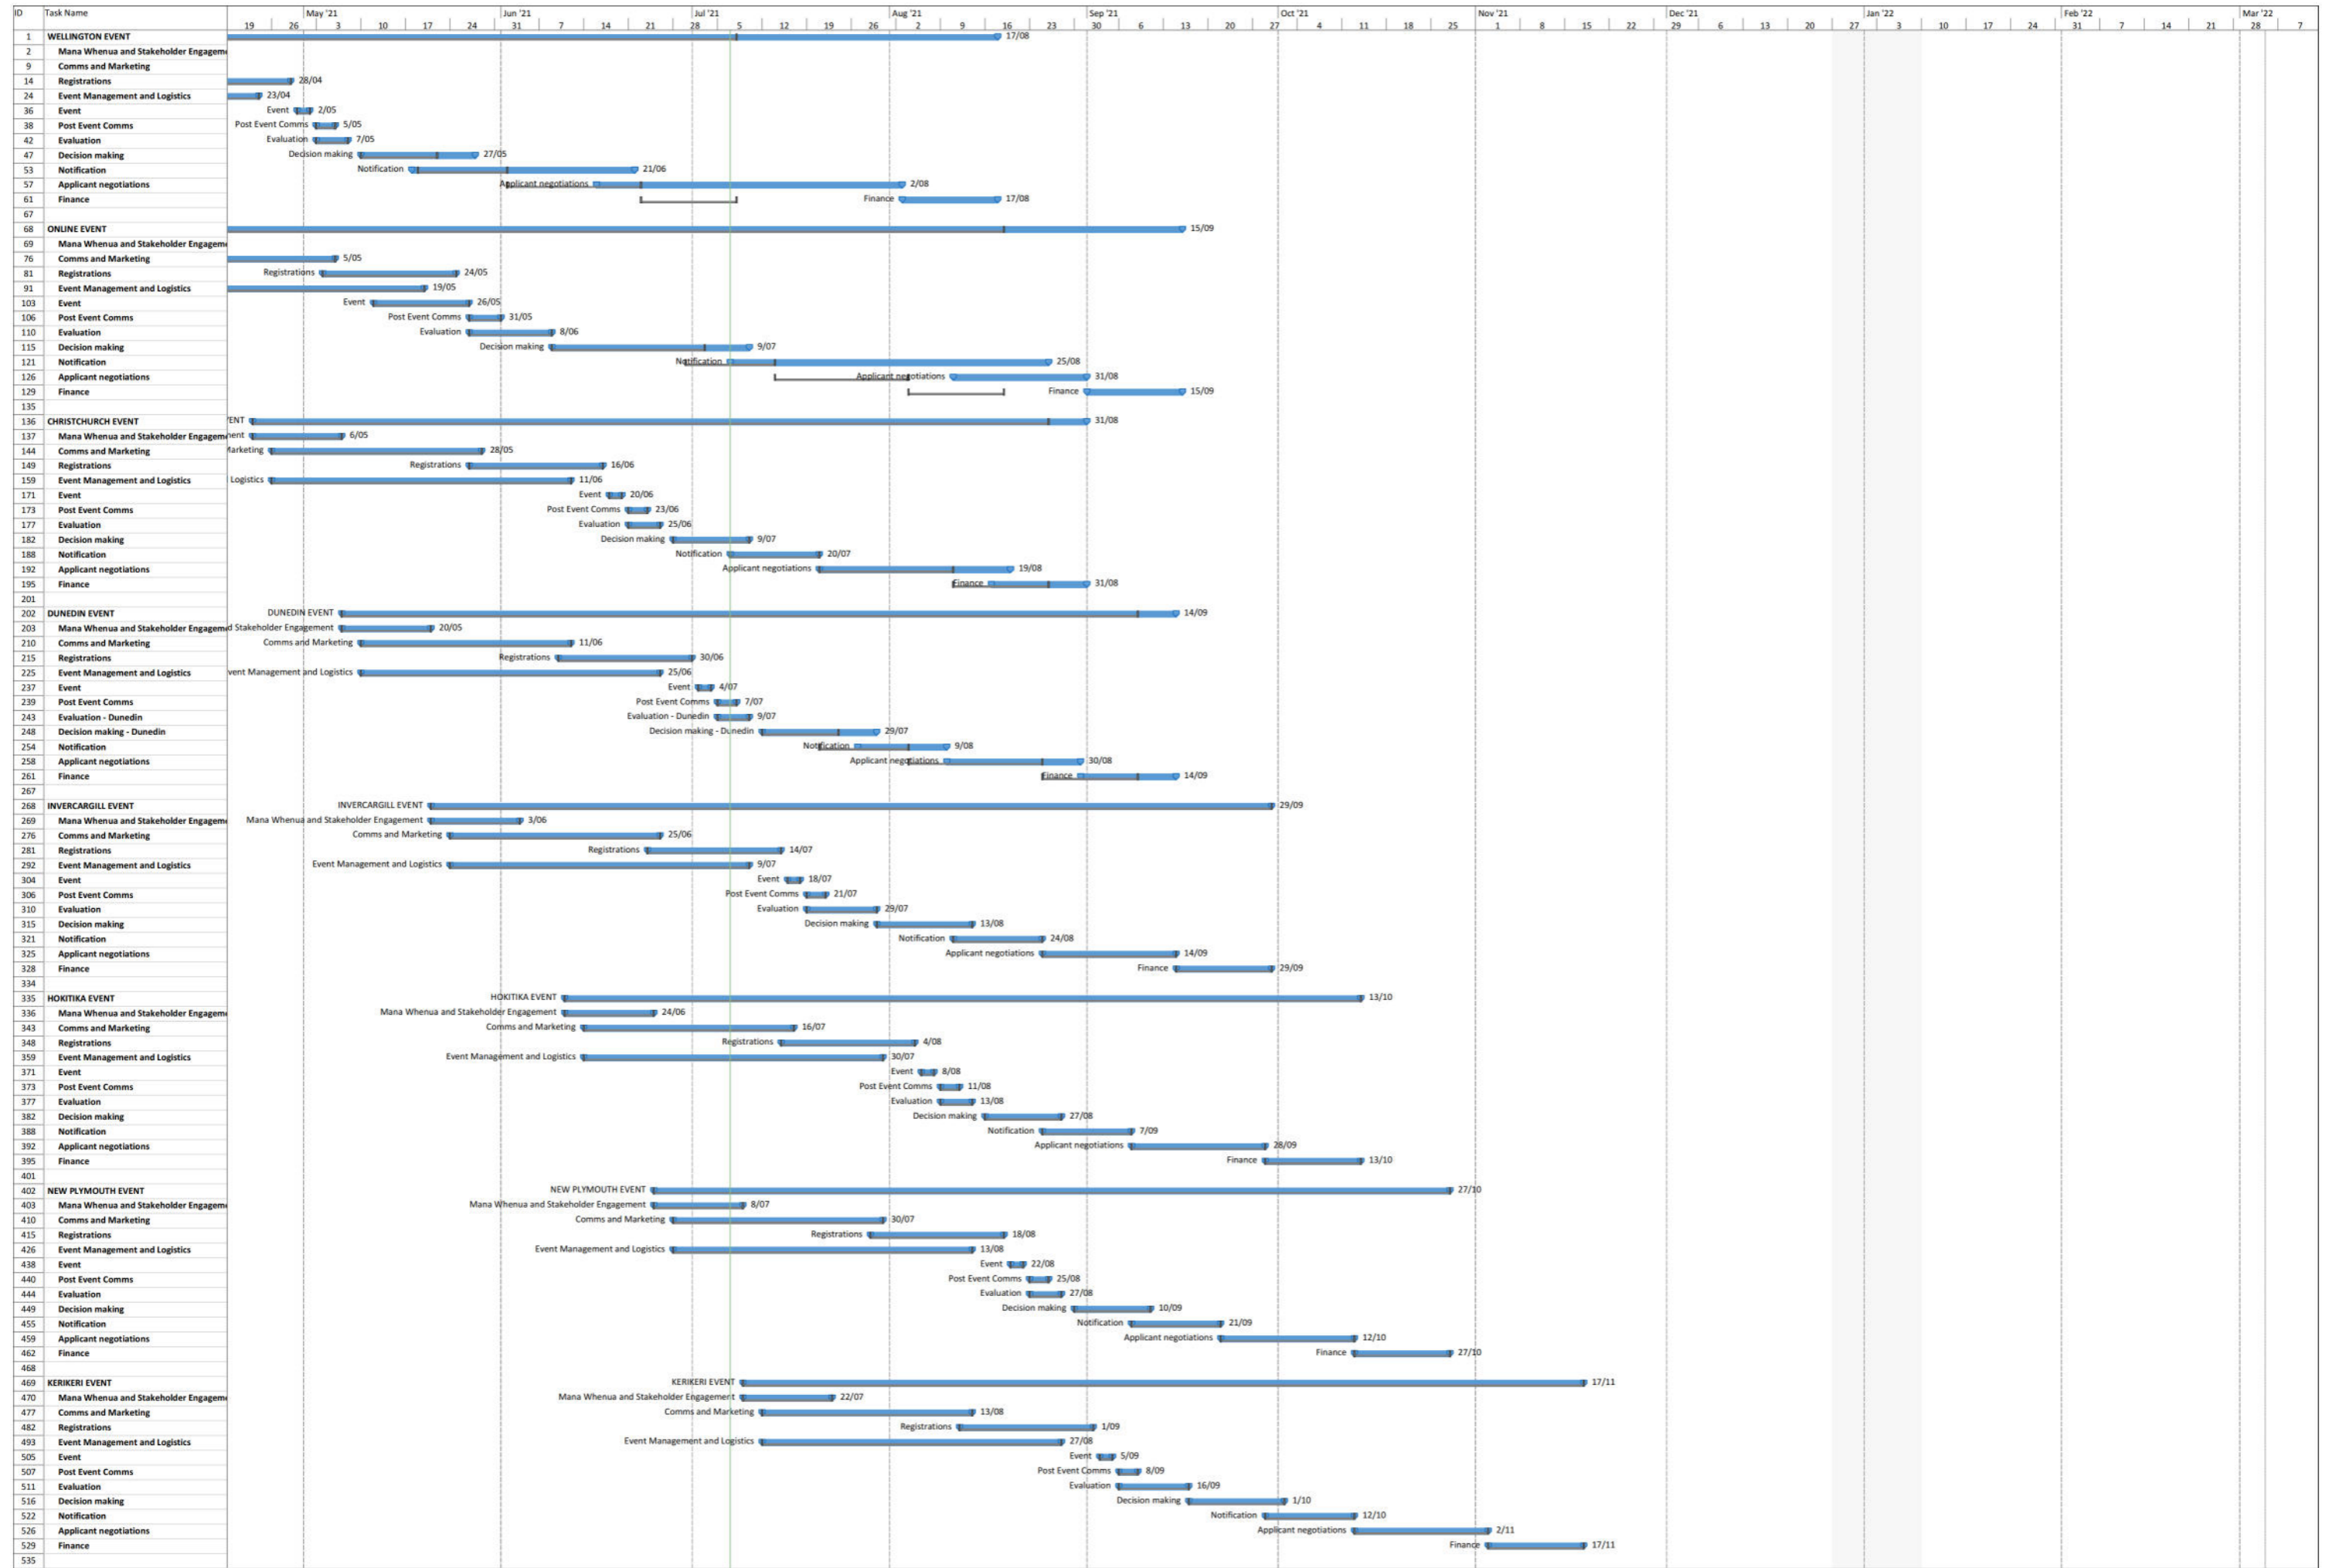 ID Task Name May '21 Jun '21 Jul '21 Aug '21 Sep '21 Oct '21 Nov '21 Dec '21 Jan '22 Feb '22 Mar '22
19 26 3 10 17 24 31 7 14 21 28 5 12 19 26 2 9 16 23 30 6 13 20 27 4 11 18 25 1 8 15 22 29 6 13 20 27 3 10 17 24 31 7 14 21 28 7
1 WELLINGTON EVENT 17/08
2 Mana Whenua and Stakeholder Engagem
9 Comms and Marketing
14 Registrations 28/04
24 Event Management and Logistics 23/04
36 Event Event 2/05
38 Post Event Comms Post Event Comms 5/05
42 Evaluation Evaluation 7/05
47 Decision making Decision making 27/05
53 Notification Notification 21/06
57 Applicant negotiations Applicant negotiations 2/08
61 Finance Finance 17/08
67
68 ONLINE EVENT 15/09
69 Mana Whenua and Stakeholder Engagem
76 Comms and Marketing 5/05
81 Registrations Registrations 24/05
91 Event Management and Logistics 19/05
103 Event Event 26/05
106 Post Event Comms Post Event Comms 31/05
110 Evaluation Evaluation 8/06
115 Decision making Decision making 9/07
121 Notification Notification 25/08
126 Applicant negotiations Applicant negotiations 31/08
129 Finance Finance 15/09
135
136 CHRISTCHURCH EVENT ENT 31/08
137 Mana Whenua and Stakeholder Engagem ent 6/05
144 Comms and Marketing arketing 28/05
149 Registrations Registrations 16/06
159 Event Management and Logistics Logistics 11/06
171 Event Event 20/06
173 Post Event Comms Post Event Comms 23/06
177 Evaluation Evaluation 25/06
182 Decision making Decision making 9/07
188 Notification Notification 20/07
192 Applicant negotiations Applicant negotiations 19/08
195 Finance Finance 31/08
201
202 DUNEDIN EVENT DUNEDIN EVENT 14/09
203 Mana Whenua and Stakeholder Engagem d Stakeholder Engagement 20/05
210 Comms and Marketing Comms and Marketing 11/06
215 Registrations Registrations 30/06
225 Event Management and Logistics vent Management and Logistics 25/06
237 Event Event 4/07
239 Post Event Comms Post Event Comms 7/07
243 Evaluation - Dunedin Evaluation - Dunedin 9/07
248 Decision making - Dunedin Decision making - Dunedin 29/07
254 Notification Notification 9/08
258 Applicant negotiations Applicant negotiations 30/08
261 Finance Finance 14/09
267
268 INVERCARGILL EVENT INVERCARGILL EVENT 29/09
269 Mana Whenua and Stakeholder Engagem Mana Whenua and Stakeholder Engagement 3/06
276 Comms and Marketing Comms and Marketing 25/06
281 Registrations Registrations 14/07
292 Event Management and Logistics Event Management and Logistics 9/07
304 Event Event 18/07
306 Post Event Comms Post Event Comms 21/07
310 Evaluation Evaluation 29/07
315 Decision making Decision making 13/08
321 Notification Notification 24/08
325 Applicant negotiations Applicant negotiations 14/09
328 Finance Finance 29/09
334
335 HOKITIKA EVENT HOKITIKA EVENT 13/10
336 Mana Whenua and Stakeholder Engagem Mana Whenua and Stakeholder Engagement 24/06
343 Comms and Marketing Comms and Marketing 16/07
348 Registrations Registrations 4/08
359 Event Management and Logistics Event Management and Logistics 30/07
371 Event Event 8/08
373 Post Event Comms Post Event Comms 11/08
377 Evaluation Evaluation 13/08
382 Decision making Decision making 27/08
388 Notification Notification 7/09
392 Applicant negotiations Applicant negotiations 28/09
395 Finance Finance 13/10
401
402 NEW PLYMOUTH EVENT NEW PLYMOUTH EVENT 27/10
403 Mana Whenua and Stakeholder Engagem Mana Whenua and Stakeholder Engagement 8/07
410 Comms and Marketing Comms and Marketing 30/07
415 Registrations Registrations 18/08
426 Event Management and Logistics Event Management and Logistics 13/08
438 Event Event 22/08
440 Post Event Comms Post Event Comms 25/08
444 Evaluation Evaluation 27/08
449 Decision making Decision making 10/09
455 Notification Notification 21/09
459 Applicant negotiations Applicant negotiations 12/10
462 Finance Finance 27/10
468
469 KERIKERI EVENT KERIKERI EVENT 17/11
470 Mana Whenua and Stakeholder Engagem Mana Whenua and Stakeholder Engagement 22/07
477 Comms and Marketing Comms and Marketing 13/08
482 Registrations Registrations 1/09
493 Event Management and Logistics Event Management and Logistics 27/08
505 Event Event 5/09
507 Post Event Comms Post Event Comms 8/09
511 Evaluation Evaluation 16/09
516 Decision making Decision making 1/10
522 Notification Notification 12/10
526 Applicant negotiations Applicant negotiations 2/11
529 Finance Finance 17/11
535